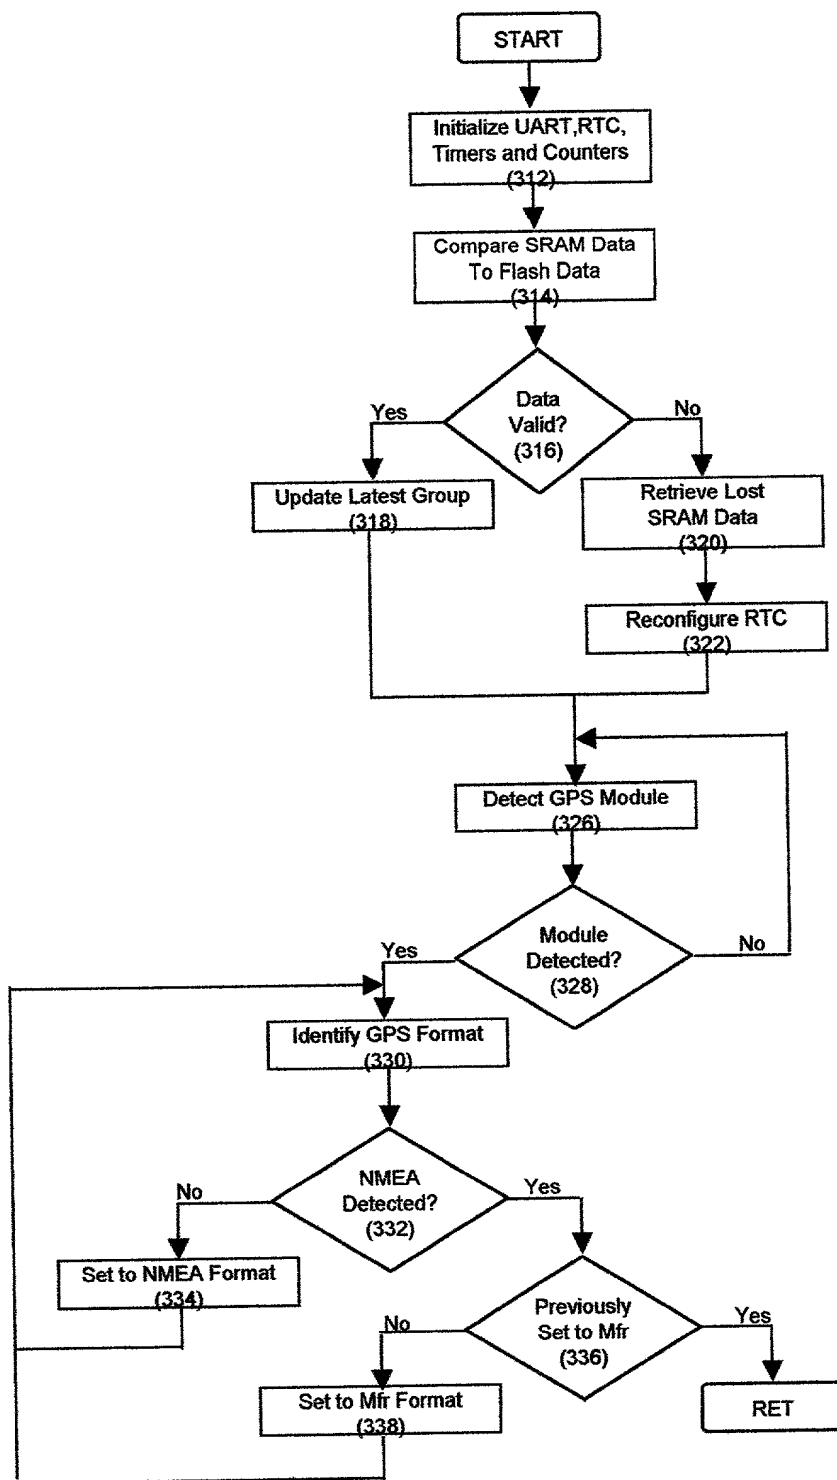 START
Initialize UART,RTC,
Timers and Counters
(312)
Compare SRAM Data
To Flash Data
(314)
Data
Valid?
(316)
Yes
No
Update Latest Group
(318)
Retrieve Lost
SRAM Data
(320)
Reconfigure RTC
(322)
Detect GPS Module
(326)
Module
Detected?
(328)
Yes
No
Identify GPS Format
(330)
NMEA
Detected?
(332)
No
Yes
Set to NMEA Format
(334)
Previously
Set to Mfr
(336)
No
Yes
Set to Mfr Format
(338)
RET